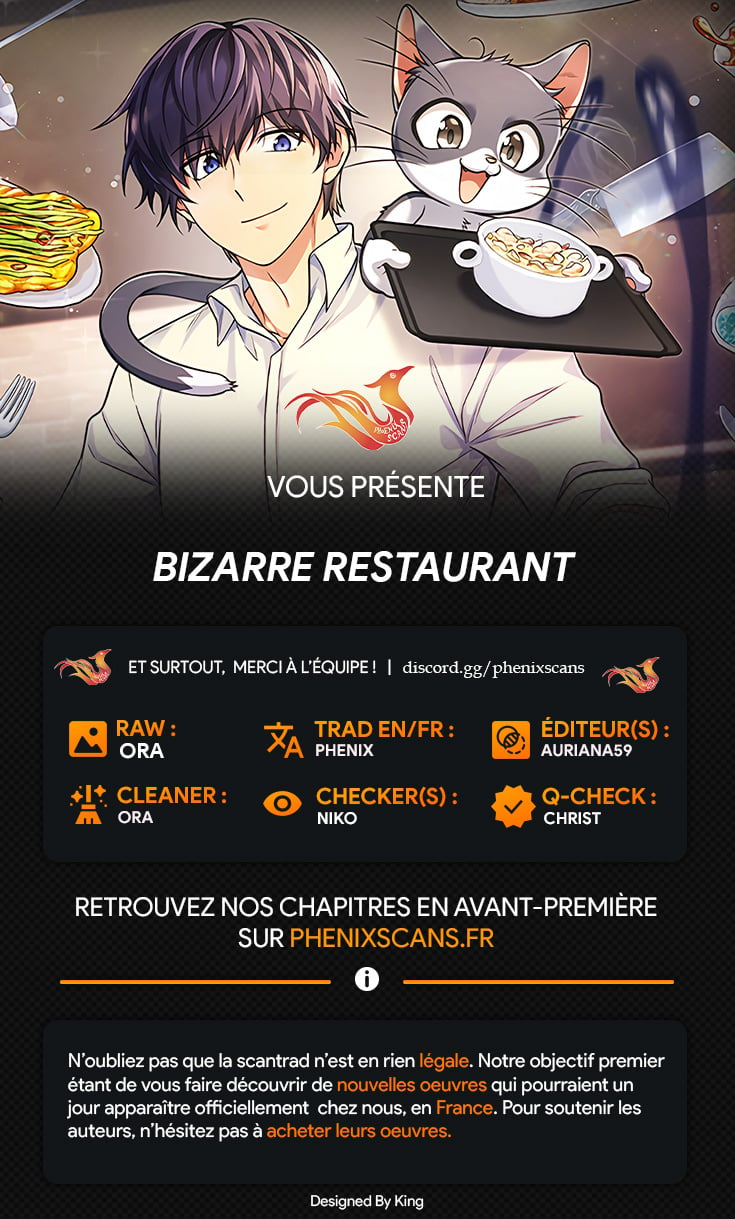 PHENIX
SCANS
VOUS PRÉSENTE
BIZARRE RESTAURANT
ET SURTOUT, MERCI À L'ÉQUIPE ! | discord.gg/phenixscans
RAW :
ORA
TRAD EN/FR :
PHENIX
ÉDITEUR(S) :
AURIANA59
CLEANER :
ORA
CHECKER(S) :
NIKO
Q-CHECK :
CHRIST
RETROUVEZ NOS CHAPITRES EN AVANT-PREMIÈRE
SUR PHENIXSCANS.FR
N'oubliez pas que la scantrad n'est en rien légale. Notre objectif premier
étant de vous faire découvrir de nouvelles oeuvres qui pourraient un
jour apparaître officiellement chez nous, en France. Pour soutenir les
auteurs, n'hésitez pas à acheter leurs oeuvres.
Designed By King